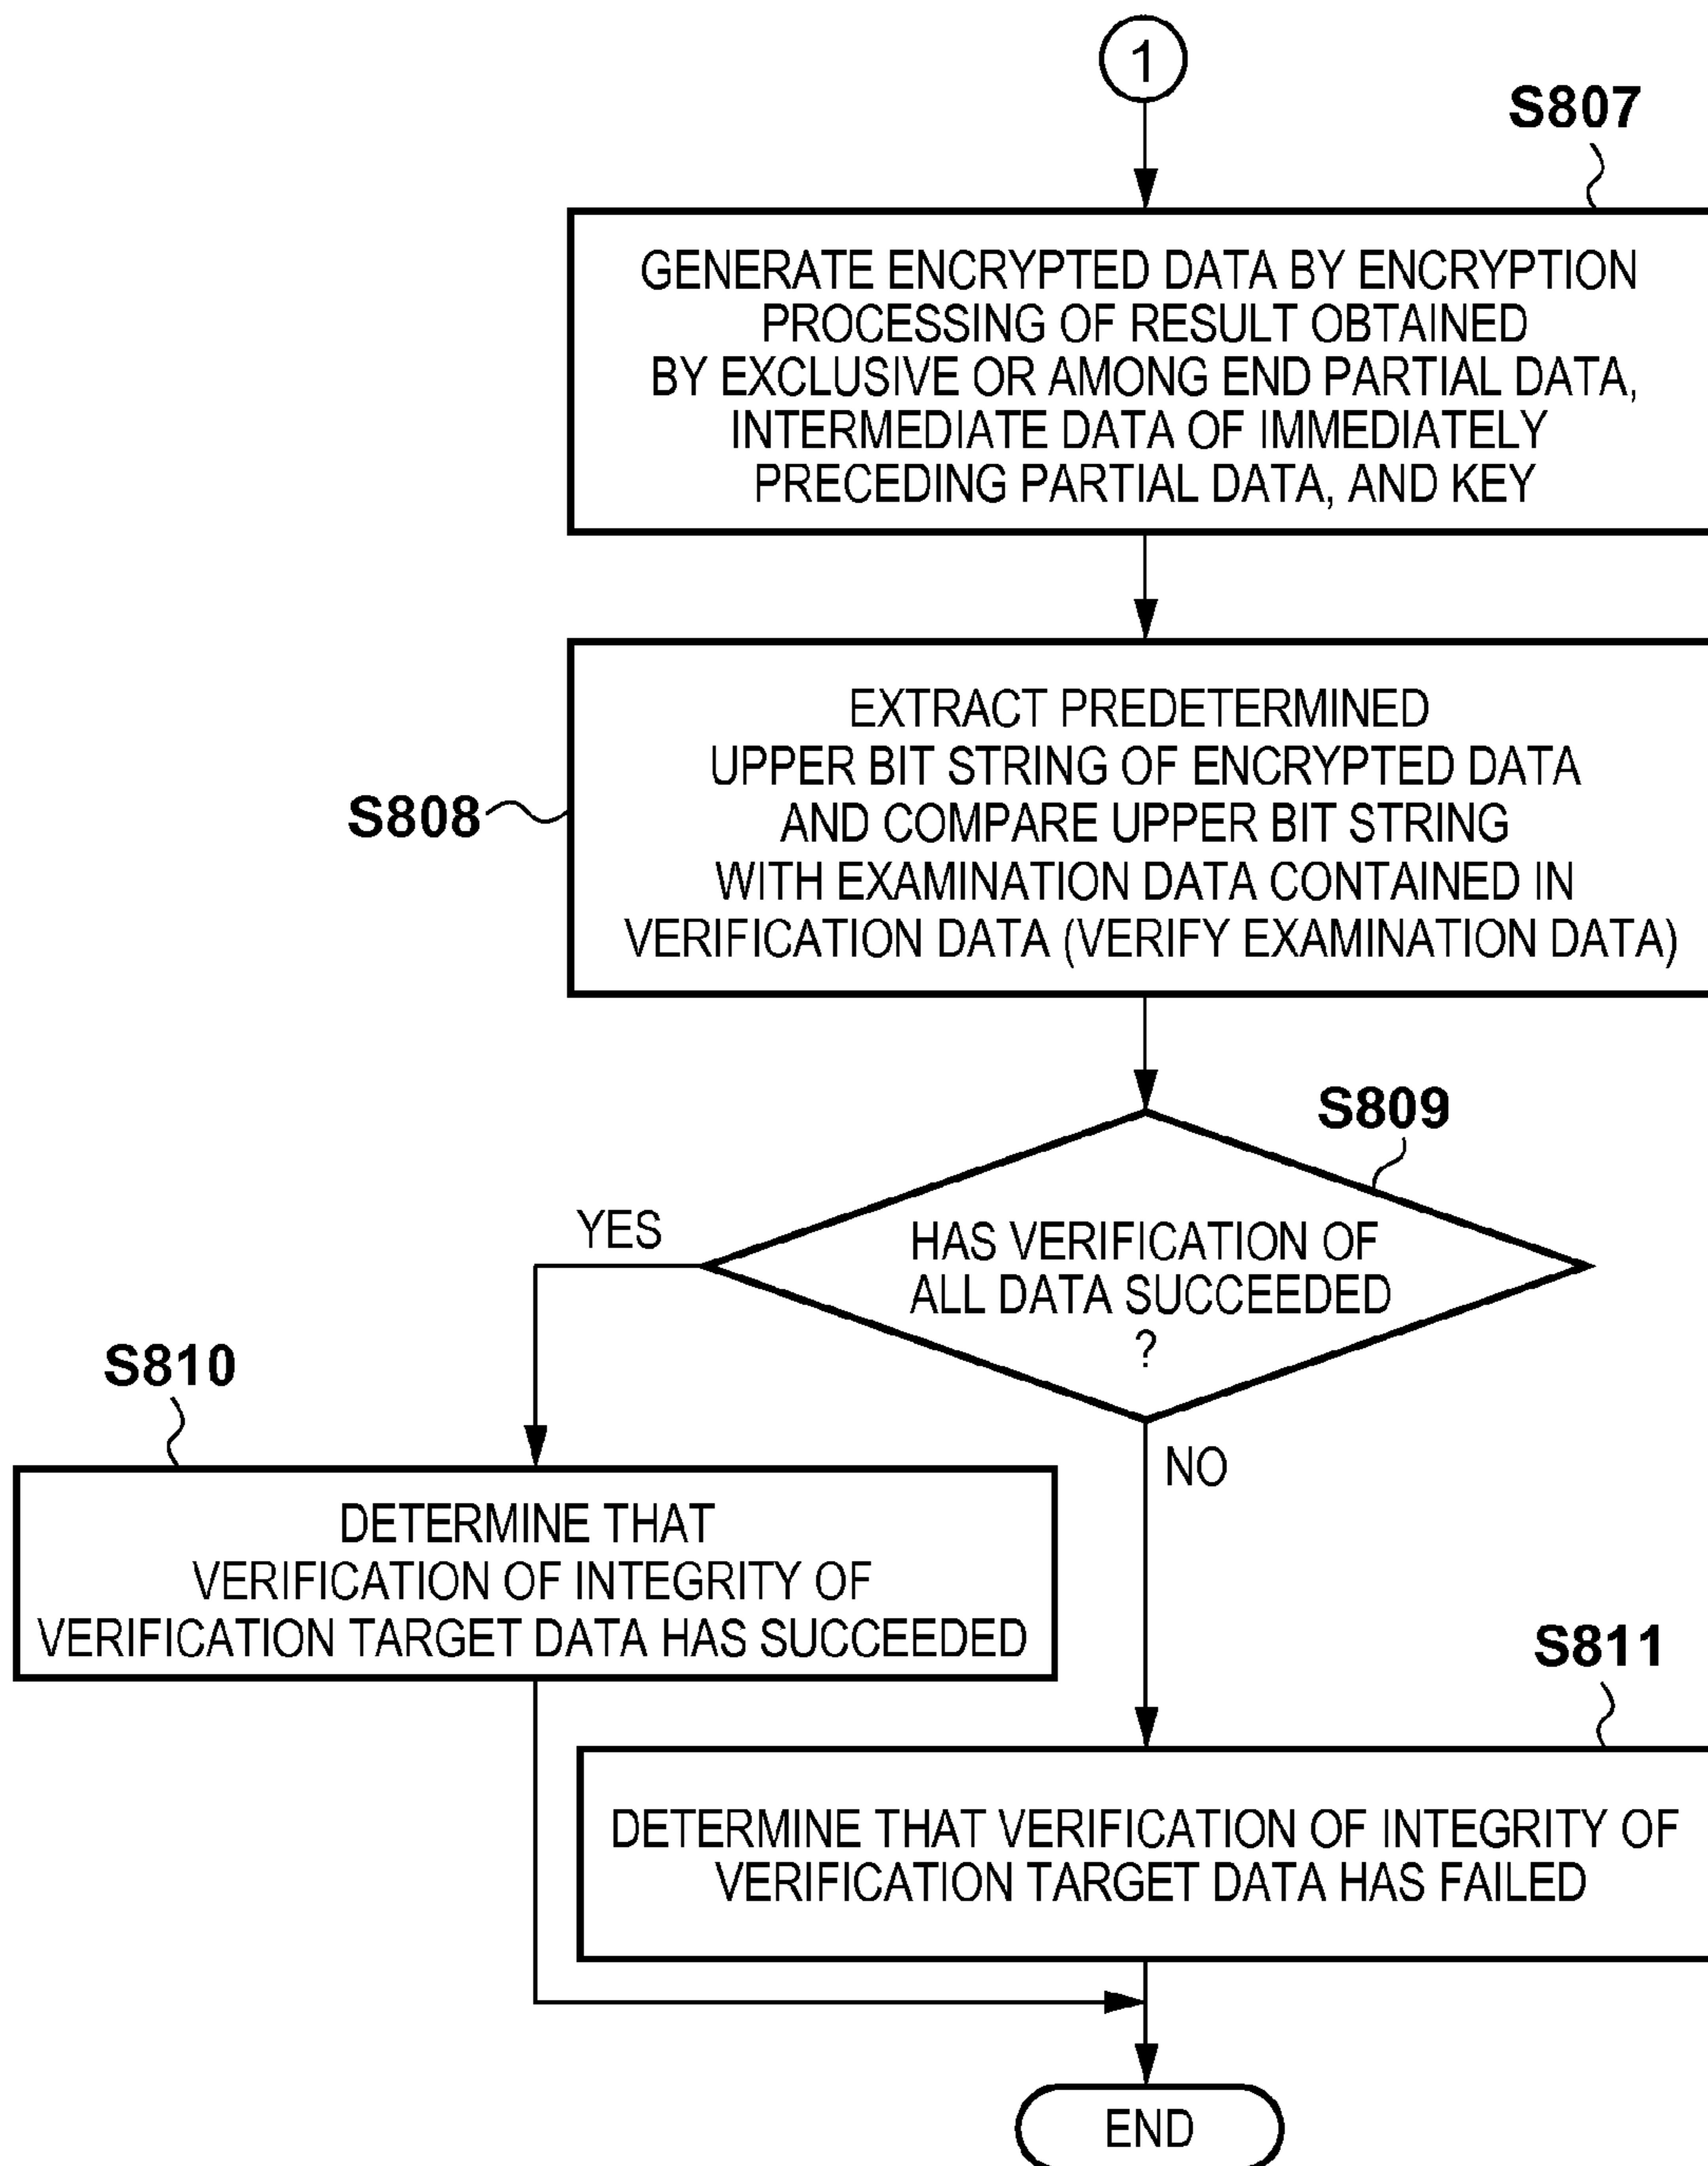 1
S807
GENERATE ENCRYPTED DATA BY ENCRYPTION
PROCESSING OF RESULT OBTAINED
BY EXCLUSIVE OR AMONG END PARTIAL DATA,
INTERMEDIATE DATA OF IMMEDIATELY
PRECEDING PARTIAL DATA, AND KEY
S808
EXTRACT PREDETERMINED
UPPER BIT STRING OF ENCRYPTED DATA
AND COMPARE UPPER BIT STRING
WITH EXAMINATION DATA CONTAINED IN
VERIFICATION DATA (VERIFY EXAMINATION DATA)
S809
HAS VERIFICATION OF
ALL DATA SUCCEEDED
?
YES
NO
S810
DETERMINE THAT
VERIFICATION OF INTEGRITY OF
VERIFICATION TARGET DATA HAS SUCCEEDED
S811
DETERMINE THAT VERIFICATION OF INTEGRITY OF
VERIFICATION TARGET DATA HAS FAILED
END